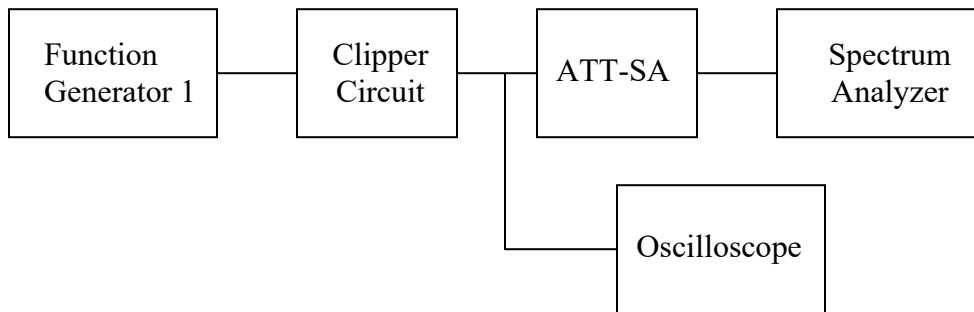 Function
Generator 1
Clipper
Circuit
ATT-SA
Spectrum
Analyzer
Oscilloscope